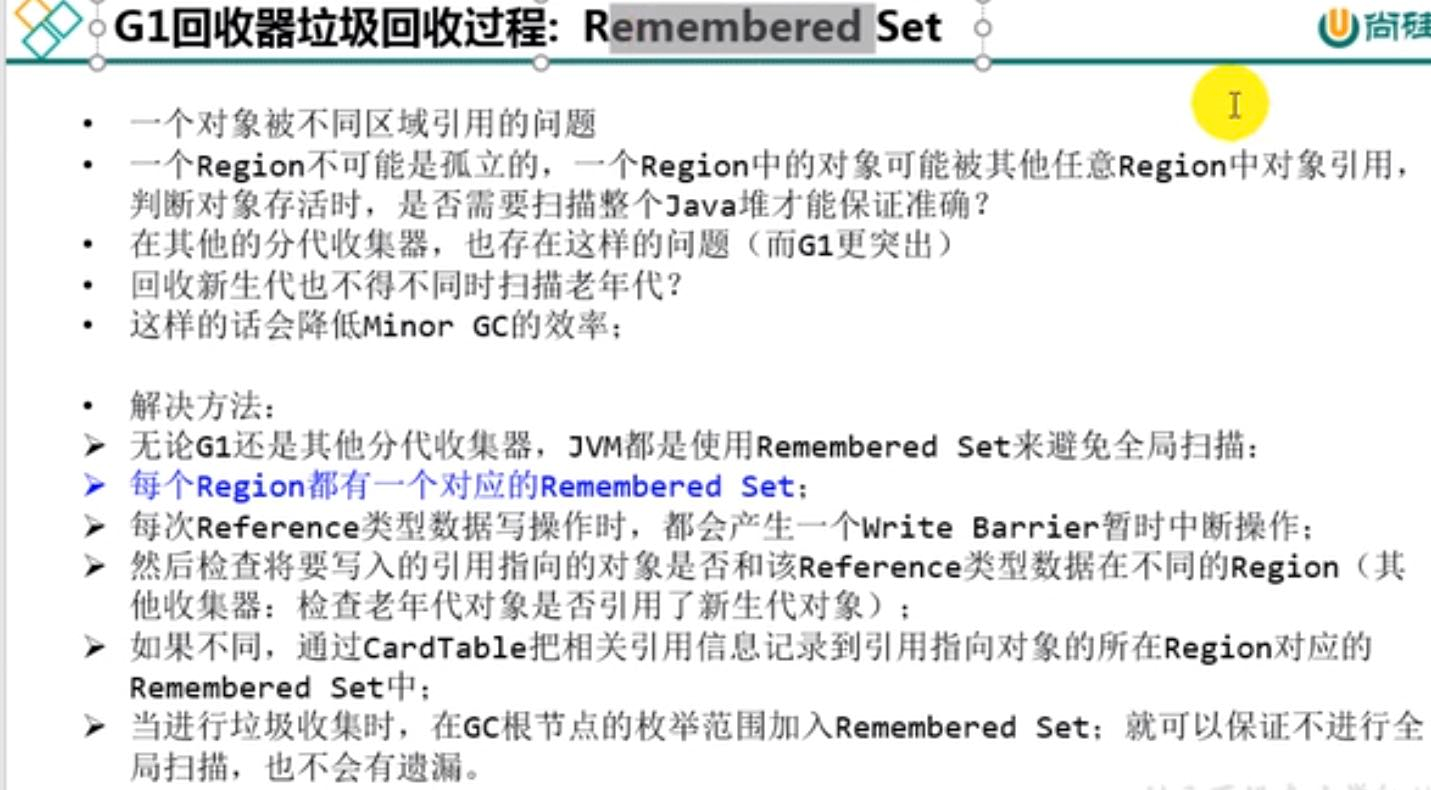 G1回收器垃圾回收过程: Remembered Set
尚硅
• 一个对象被不同区域引用的问题
• 一个Region不可能是孤立的，一个Region中的对象可能被其他任意Region中对象引用，
判断对象存活时，是否需要扫描整个Java堆才能保证准确？
• 在其他的分代收集器，也存在这样的问题（而G1更突出）
• 回收新生代也不得不同时扫描老年代？
• 这样的话会降低Minor GC的效率；
• 解决方法：
➢ 无论G1还是其他分代收集器，JVM都是使用Remembered Set来避免全局扫描：
➢ 每个Region都有一个对应的Remembered Set；
➢ 每次Reference类型数据写操作时，都会产生一个Write Barrier暂时中断操作；
➢ 然后检查将要写入的引用指向的对象是否和该Reference类型数据在不同的Region（其
他收集器：检查老年代对象是否引用了新生代对象）；
➢ 如果不同，通过CardTable把相关引用信息记录到引用指向对象的所在Region对应的
Remembered Set中；
➢ 当进行垃圾收集时，在GC根节点的枚举范围加入Remembered Set；就可以保证不进行全
局扫描，也不会有遗漏。